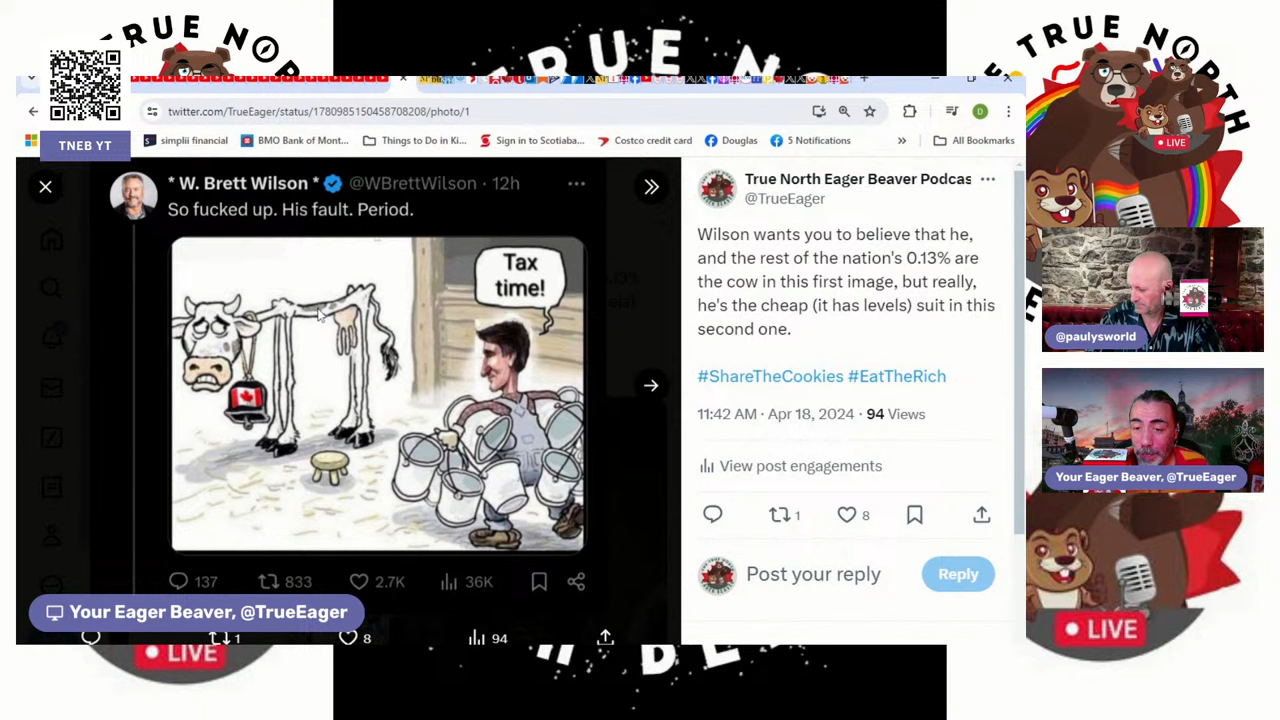 TRUE NO
TRUE N
TRUE NORTH
LIVE
TNEB YT
twitter.com/TrueEager/status/1780985150458708208/photo/1
D
simplii financial
BMO Bank of Mont...
Things to Do in Ki...
Sign in to Scotiaba...
Costco credit card
Douglas
5 Notifications
»
All Bookmarks
* W. Brett Wilson * @WBrettWilson · 12h
So fucked up. His fault. Period.
Tax
time!
137 833 2.7K 36K
1 8 94
Your Eager Beaver, @TrueEager
True North Eager Beaver Podcas
@TrueEager
Wilson wants you to believe that he,
and the rest of the nation's 0.13% are
the cow in this first image, but really,
he's the cheap (it has levels) suit in this
second one.
#ShareTheCookies #EatTheRich
11:42 AM · Apr 18, 2024 · 94 Views
View post engagements
1 8
Post your reply
Reply
@paulysworld
Your Eager Beaver, @TrueEager
LIVE
LIVE